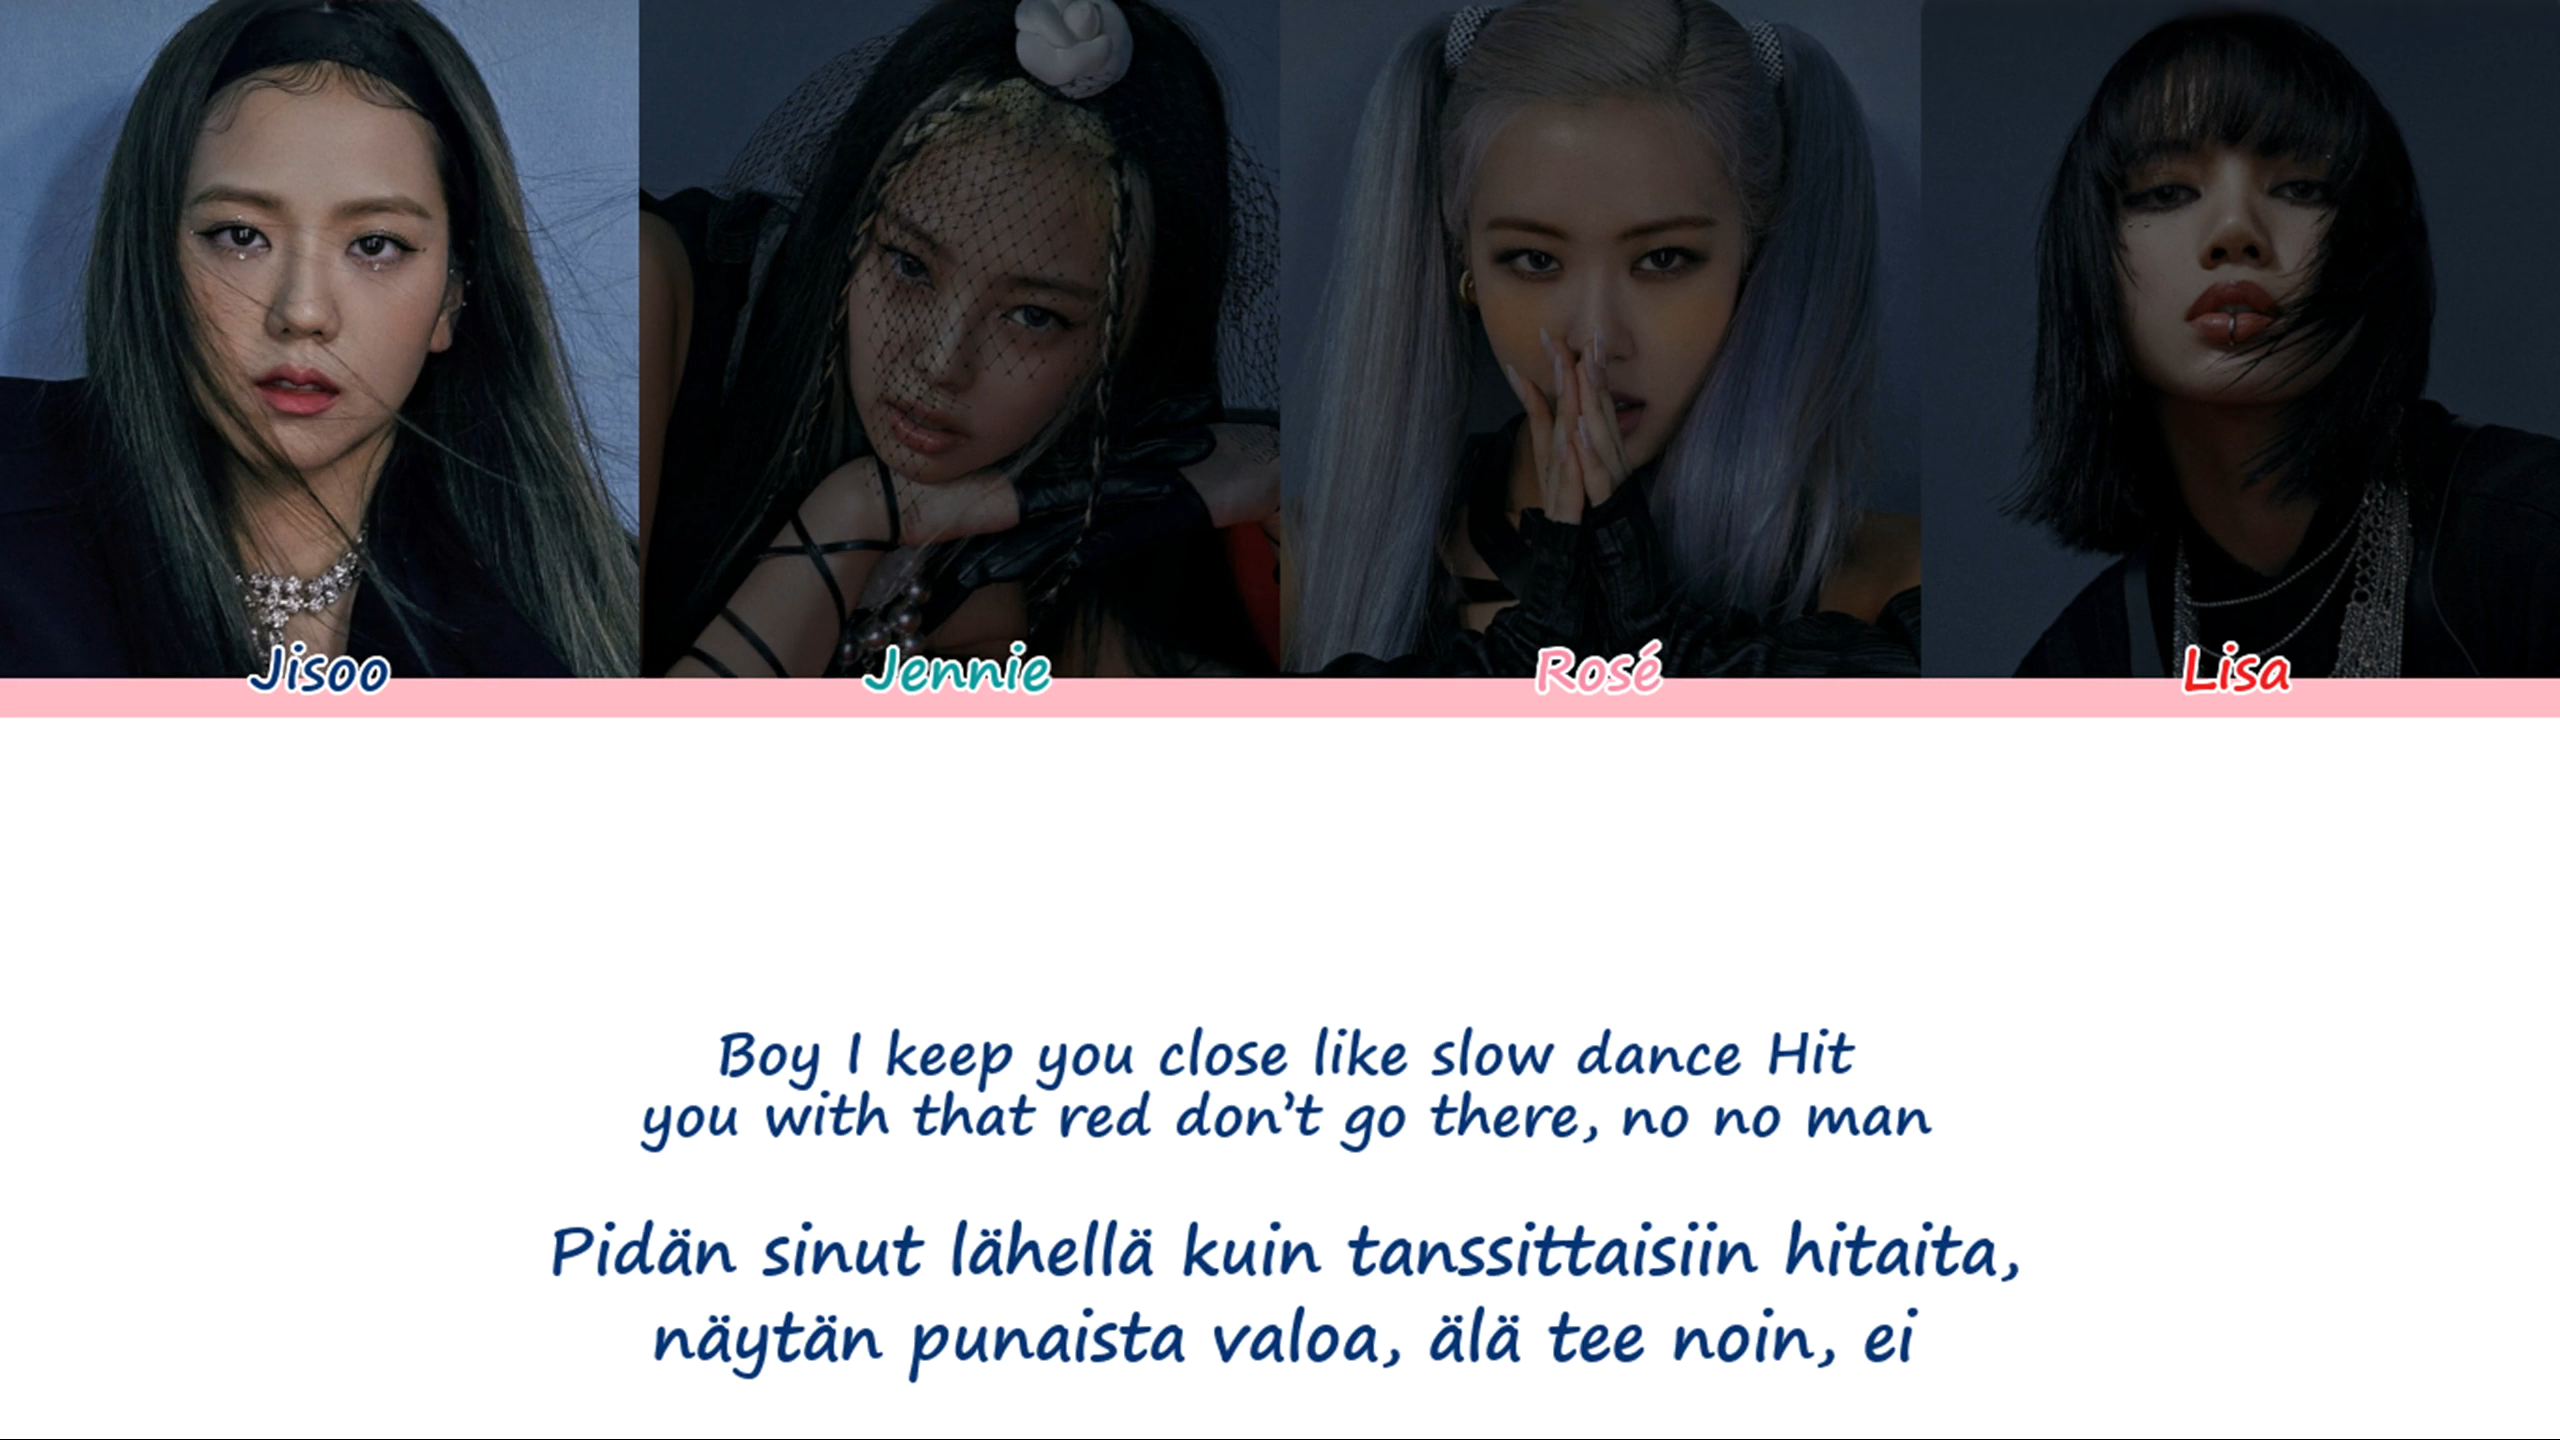 Jisoo
Jennie
Rosé
Lisa
Boy I keep you close like slow dance Hit
you with that red don’t go there, no no man
Pidän sinut lähellä kuin tanssittaisiin hitaita,
näytän punaista valoa, älä tee noin, ei